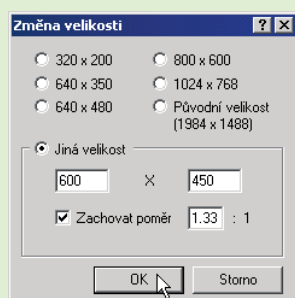 Změna velikosti
320 x 200
800 x 600
640 x 350
1024 x 768
640 x 480
Původní velikost
(1984 x 1488)
Jiná velikost
600 X 450
Zachovat poměr 1.33 : 1
OK
Storno